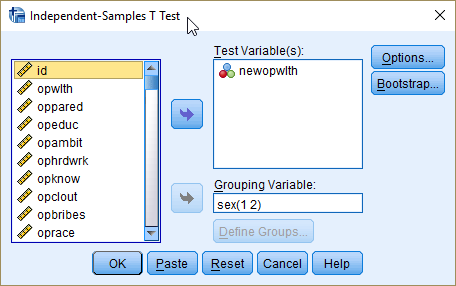 Independent-Samples T Test
id
opwlth
oppared
opeduc
opambit
ophrdwrk
opknow
opclout
opbribes
oprace
Test Variable(s):
newopwlth
Grouping Variable:
sex(1 2)
Define Groups...
Options...
Bootstrap...
OK Paste Reset Cancel Help